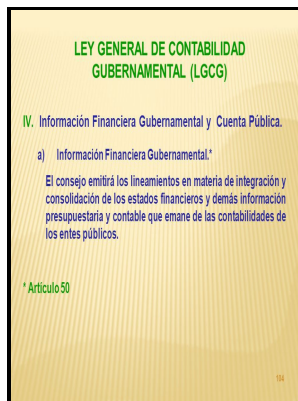 LEY GENERAL DE CONTABILIDAD
GUBERNAMENTAL (LGCG)
IV. Información Financiera Gubernamental y Cuenta Pública.
a) Información Financiera Gubernamental.*
El consejo emitirá los lineamientos en materia de integración y
consolidación de los estados financieros y demás información
presupuestaria y contable que emane de las contabilidades de
los entes públicos.
* Artículo 50